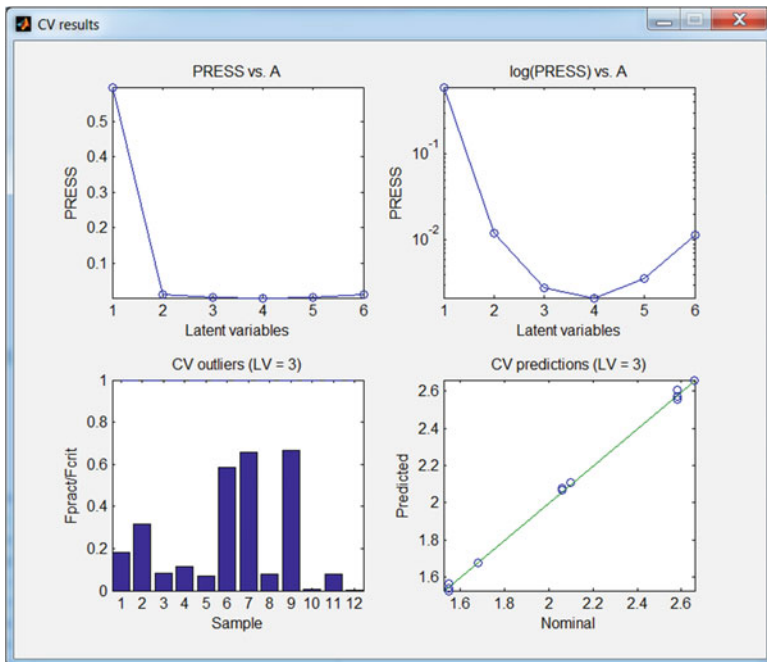 CV results
PRESS vs. A
PRESS
0.5
0.4
0.3
0.2
0.1
1 2 3 4 5 6
Latent variables
log(PRESS) vs. A
PRESS
10-1
10-2
1 2 3 4 5 6
Latent variables
CV outliers (LV = 3)
Fpract/Fcrit
1
0.8
0.6
0.4
0.2
0
1 2 3 4 5 6 7 8 9 10 11 12
Sample
CV predictions (LV = 3)
Predicted
2.6
2.4
2.2
2
1.8
1.6
1.6 1.8 2 2.2 2.4 2.6
Nominal